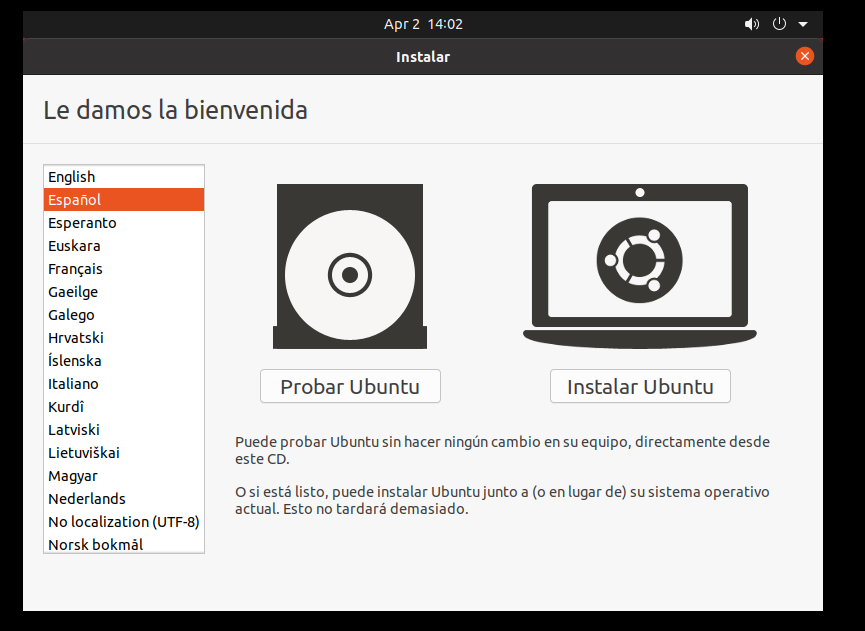 Apr 2 14:02
Instalar
Le damos la bienvenida
English
Español
Esperanto
Euskara
Français
Gaeilge
Galego
Hrvatski
Íslenska
Italiano
Kurdî
Latviski
Lietuviškai
Magyar
Nederlands
No localization (UTF-8)
Norsk bokmål
Probar Ubuntu
Instalar Ubuntu
Puede probar Ubuntu sin hacer ningún cambio en su equipo, directamente desde
este CD.
O si está listo, puede instalar Ubuntu junto a (o en lugar de) su sistema operativo
actual. Esto no tardará demasiado.